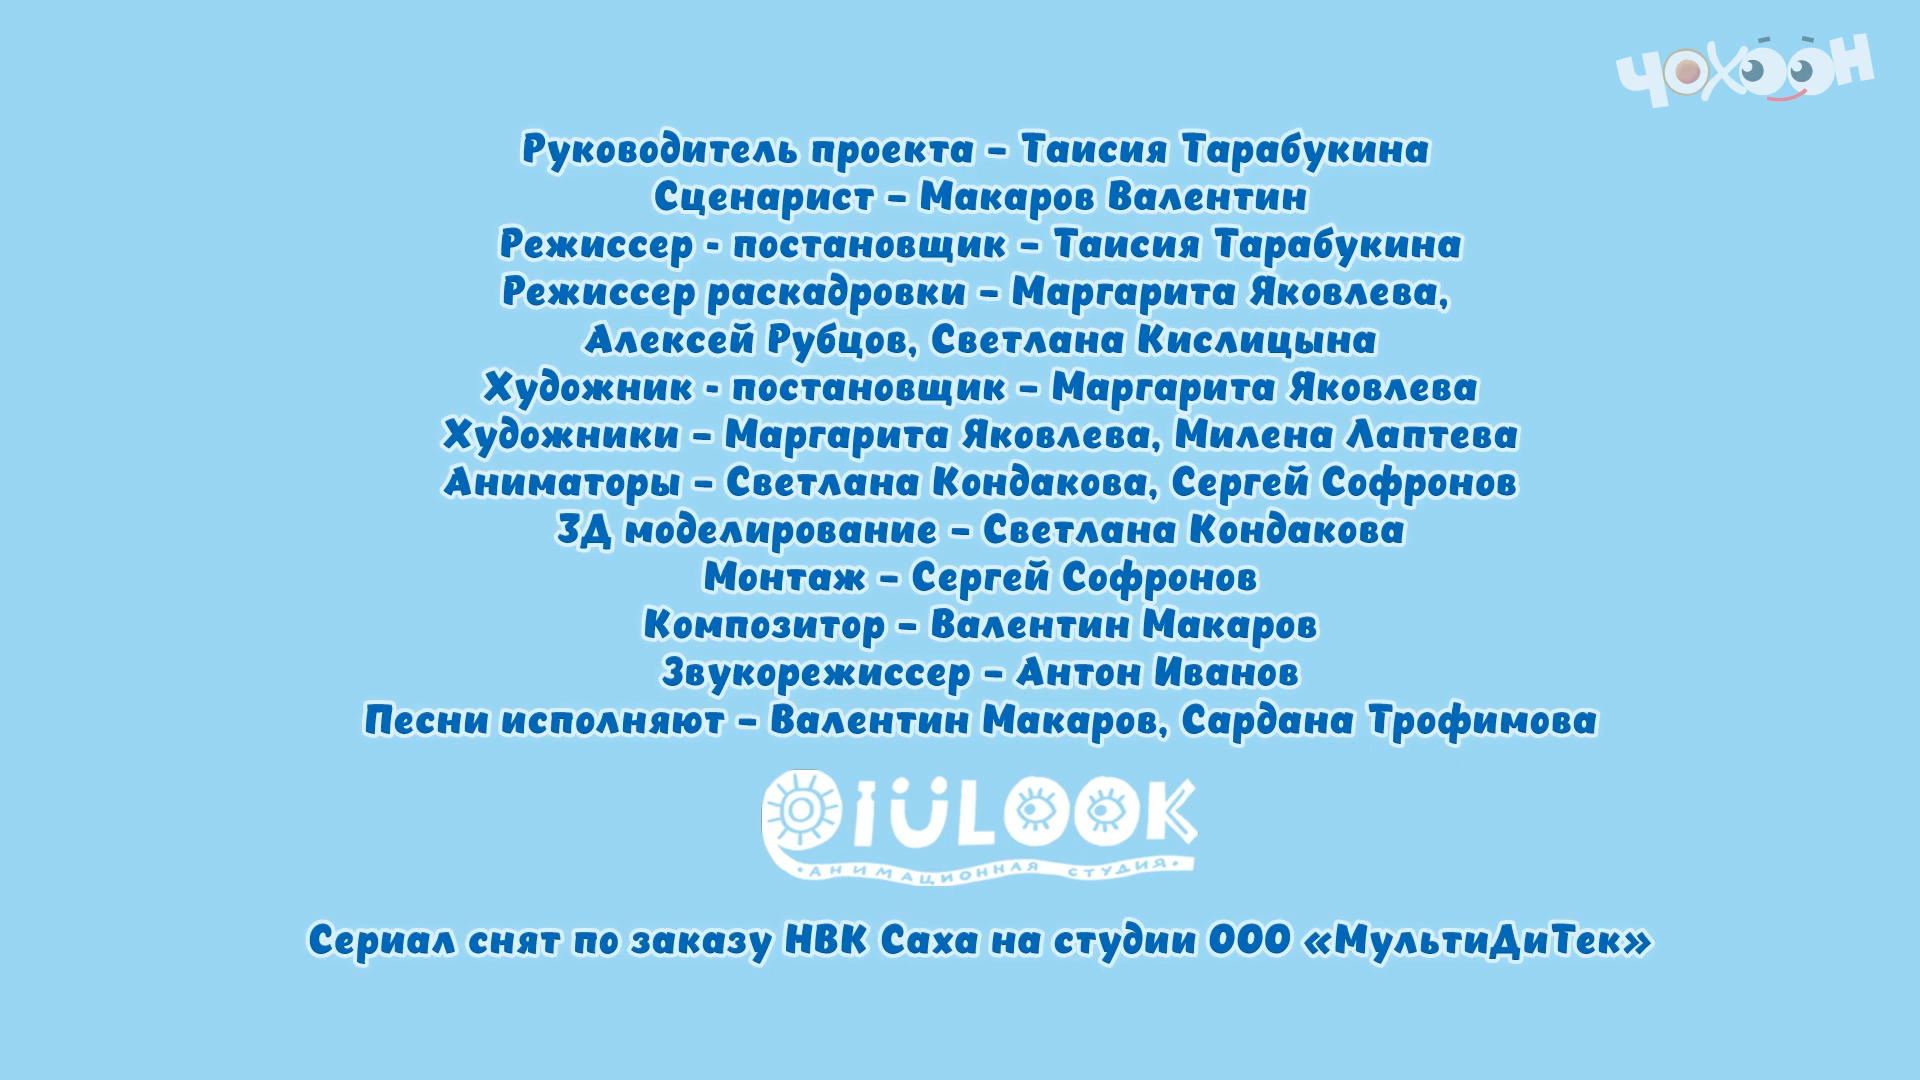 ЧОХООН
Руководитель проекта – Таисия Тарабукина
Сценарист – Макаров Валентин
Режиссер - постановщик – Таисия Тарабукина
Режиссер раскадровки – Маргарита Яковлева,
Алексей Рубцов, Светлана Кислицына
Художник - постановщик – Маргарита Яковлева
Художники – Маргарита Яковлева, Милена Лаптева
Аниматоры – Светлана Кондакова, Сергей Софронов
3Д моделирование – Светлана Кондакова
Монтаж – Сергей Софронов
Композитор – Валентин Макаров
Звукорежиссер – Антон Иванов
Песни исполняют – Валентин Макаров, Сардана Трофимова
OIÜLOOK
• АНИМАЦИОННАЯ СТУДИЯ •
Сериал снят по заказу НВК Саха на студии ООО «МультиДиТек»